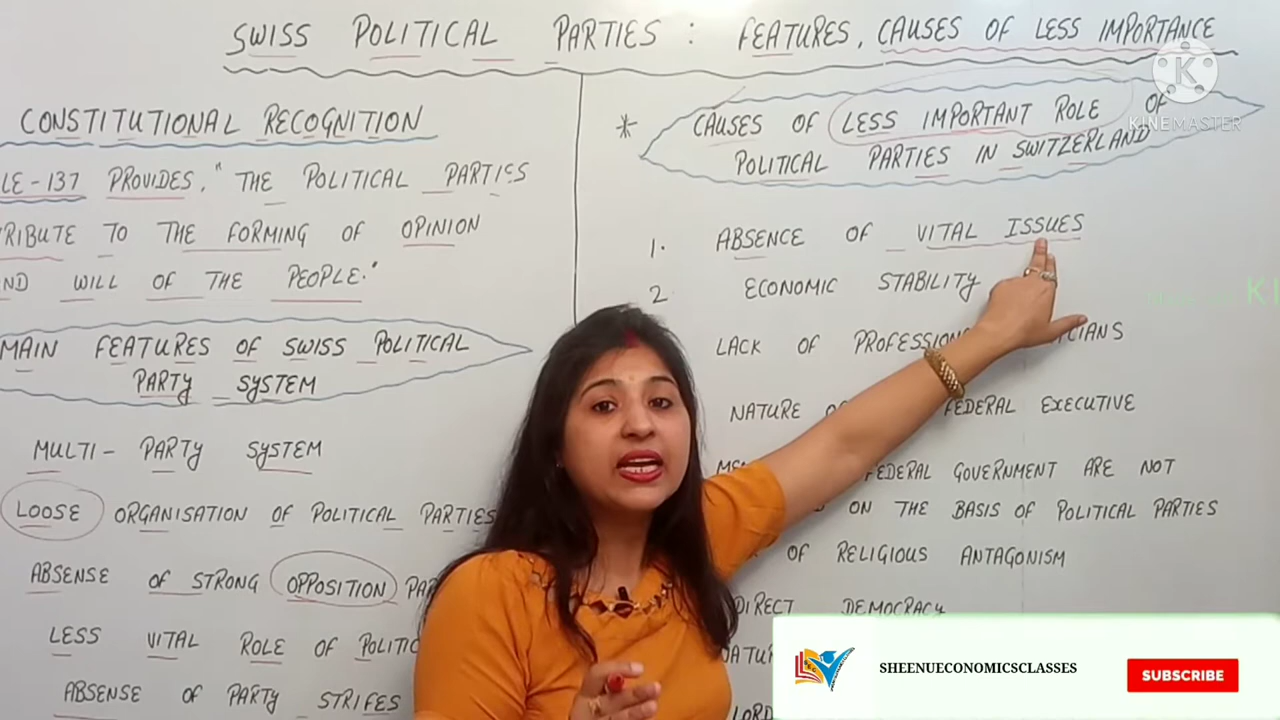 SWISS POLITICAL PARTIES : FEATURES, CAUSES OF LESS IMPORTANCE
CONSTITUTIONAL RECOGNITION
LE-137 PROVIDES, " THE POLITICAL PARTIES
RIBUTE TO THE FORMING OF OPINION
ND WILL OF THE PEOPLE."
MAIN FEATURES OF SWISS POLITICAL
PARTY SYSTEM
MULTI- PARTY SYSTEM
LOOSE ORGANISATION OF POLITICAL PARTIES
ABSENSE OF STRONG OPPOSITION PAR
LESS VITAL ROLE OF POLITIC
ABSENSE OF PARTY STRIFES
* CAUSES OF LESS IMPORTANT ROLE OF
POLITICAL PARTIES IN SWITZERLAND
1. ABSENCE OF VITAL ISSUES
2 ECONOMIC STABILITY
LACK OF PROFESSION CIANS
NATURE O FEDERAL EXECUTIVE
FEDERAL GOVERNMENT ARE NOT
ON THE BASIS OF POLITICAL PARTIES
OF RELIGIOUS ANTAGONISM
DIRECT DEMOCRACY
NATUR
LORD
K
KINEMASTER
SHEENUECONOMICSCLASSES
SUBSCRIBE